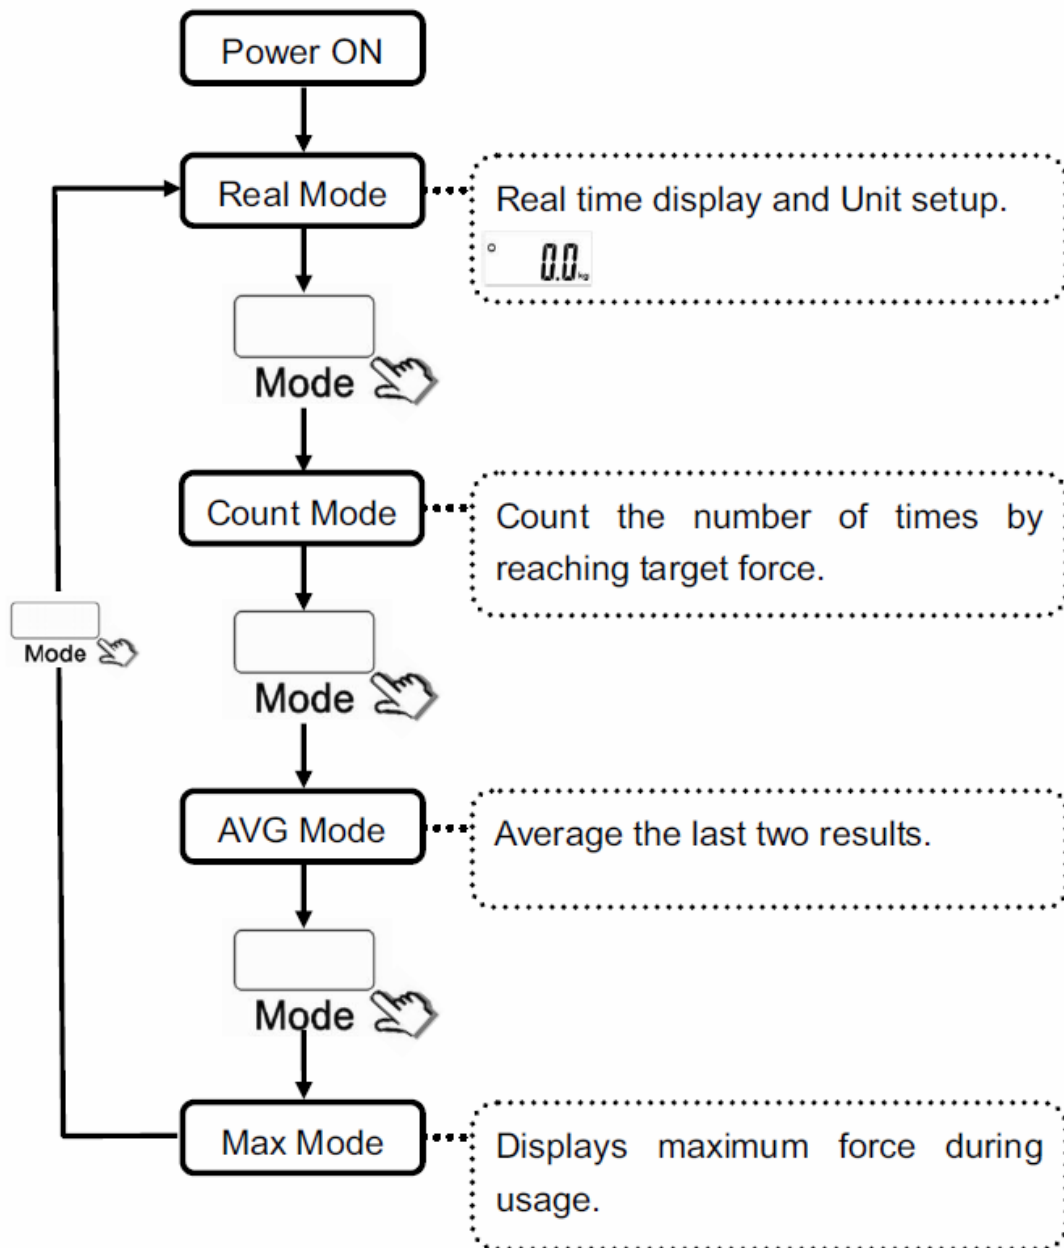 Power ON
Real Mode
Real time display and Unit setup.
0.0 kg
Mode
Count Mode
Count the number of times by
reaching target force.
Mode
Mode
AVG Mode
Average the last two results.
Mode
Max Mode
Displays maximum force during
usage.